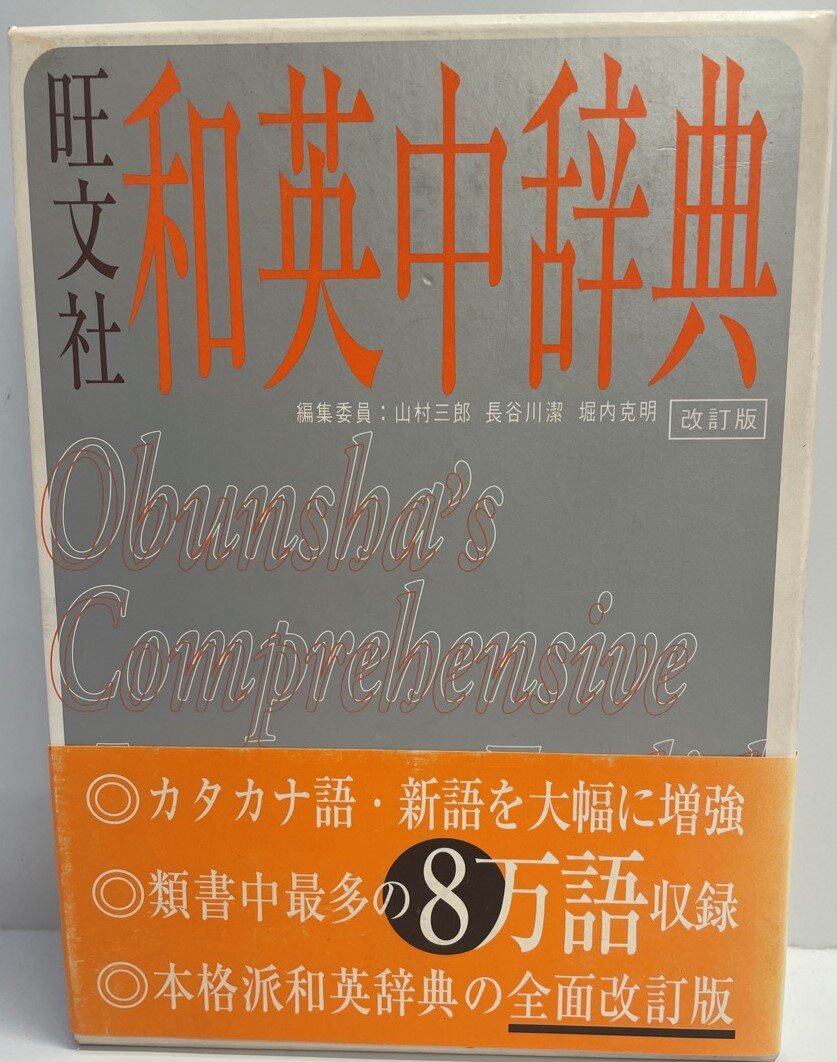 旺文社
和英中辞典
編集委員：山村三郎 長谷川潔 堀内克明 改訂版
Obunsha's
Comprehensive
◎カタカナ語・新語を大幅に増強
◎類書中最多の8万語収録
◎本格派和英辞典の全面改訂版